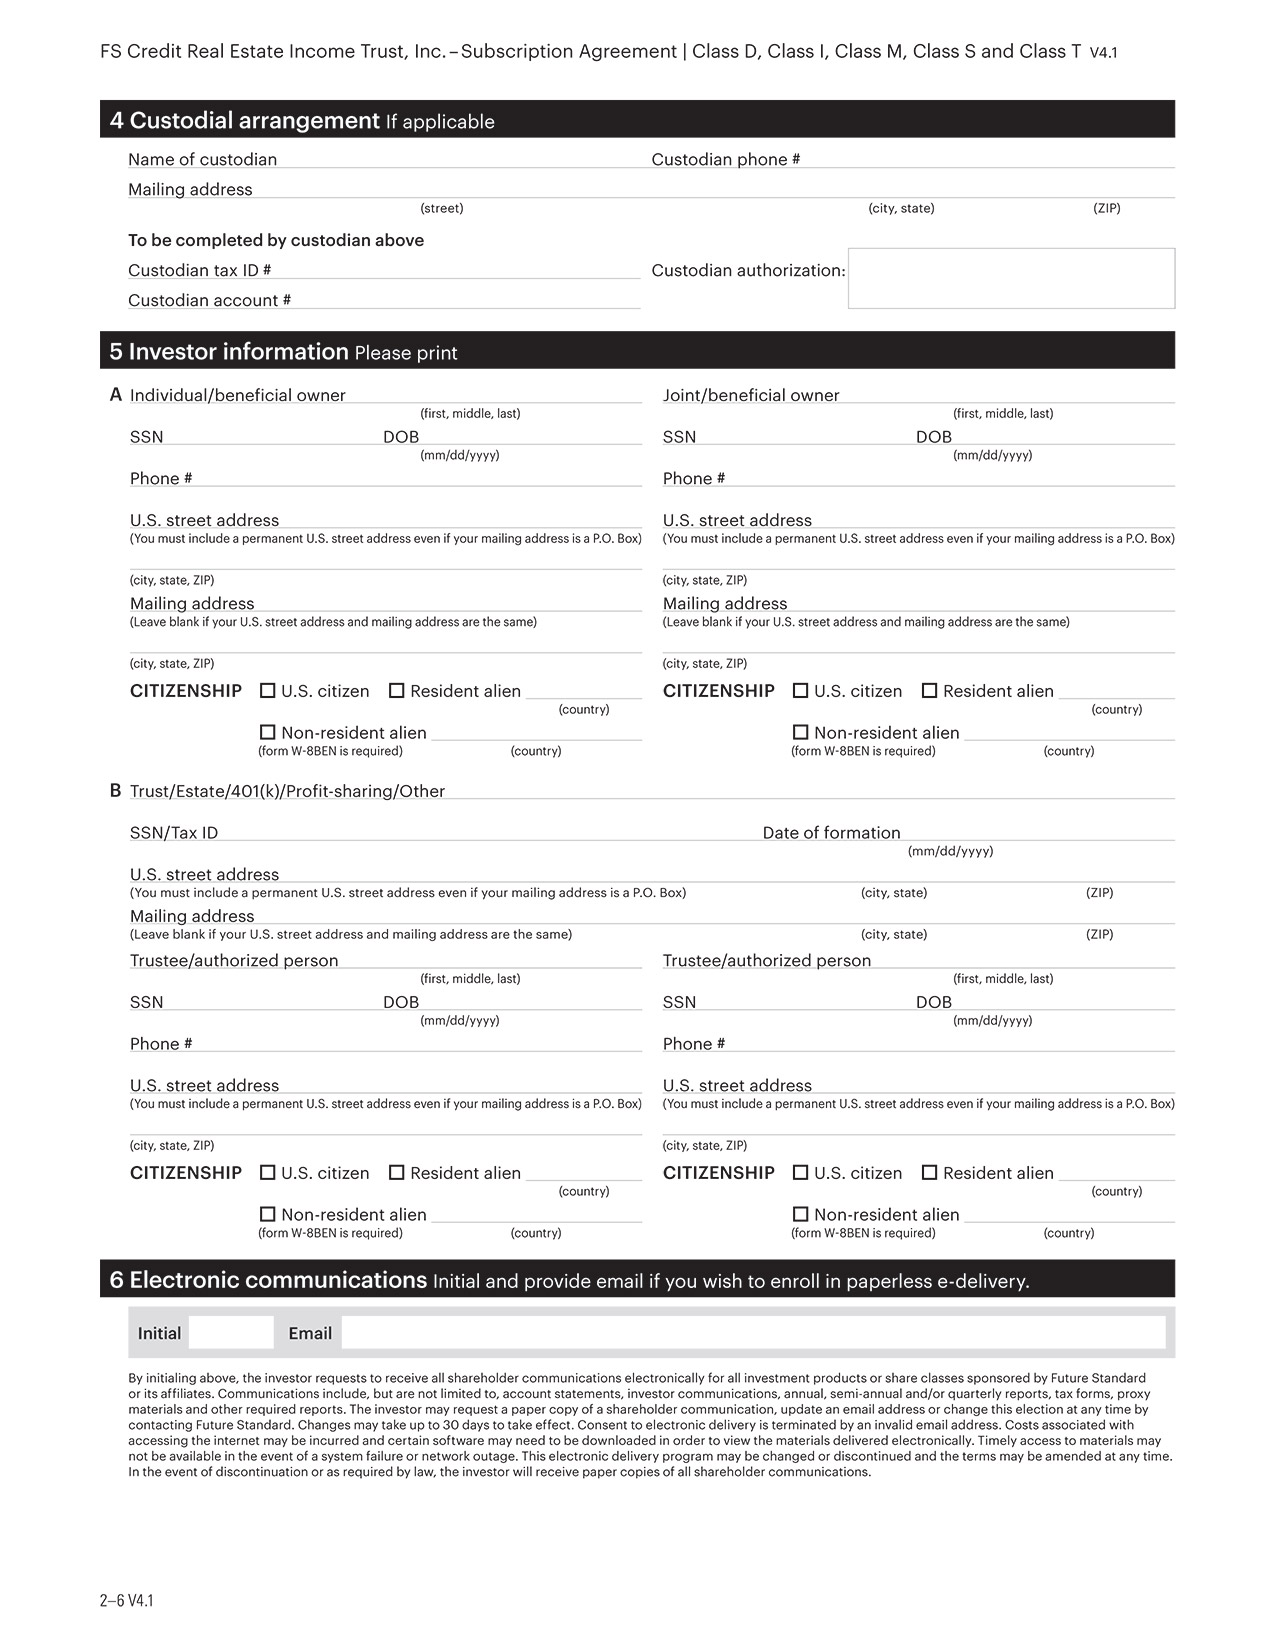 FS Credit Real Estate Income Trust, Inc. – Subscription Agreement | Class D, Class I, Class M, Class S and Class T V4.1
4 Custodial arrangement If applicable
Name of custodian Custodian phone #
Mailing address
(street) (city, state) (ZIP)
To be completed by custodian above
Custodian tax ID # Custodian authorization:
Custodian account #
5 Investor information Please print
A Individual/beneficial owner Joint/beneficial owner
(first, middle, last) (first, middle, last)
SSN DOB SSN DOB
(mm/dd/yyyy) (mm/dd/yyyy)
Phone # Phone #
U.S. street address U.S. street address
(You must include a permanent U.S. street address even if your mailing address is a P.O. Box) (You must include a permanent U.S. street address even if your mailing address is a P.O. Box)
(city, state, ZIP) (city, state, ZIP)
Mailing address Mailing address
(Leave blank if your U.S. street address and mailing address are the same) (Leave blank if your U.S. street address and mailing address are the same)
(city, state, ZIP) (city, state, ZIP)
CITIZENSHIP U.S. citizen Resident alien CITIZENSHIP U.S. citizen Resident alien
(country) (country)
Non-resident alien Non-resident alien
(form W-8BEN is required) (country) (form W-8BEN is required) (country)
B Trust/Estate/401(k)/Profit-sharing/Other
SSN/Tax ID Date of formation
(mm/dd/yyyy)
U.S. street address
(You must include a permanent U.S. street address even if your mailing address is a P.O. Box) (city, state) (ZIP)
Mailing address
(Leave blank if your U.S. street address and mailing address are the same) (city, state) (ZIP)
Trustee/authorized person Trustee/authorized person
(first, middle, last) (first, middle, last)
SSN DOB SSN DOB
(mm/dd/yyyy) (mm/dd/yyyy)
Phone # Phone #
U.S. street address U.S. street address
(You must include a permanent U.S. street address even if your mailing address is a P.O. Box) (You must include a permanent U.S. street address even if your mailing address is a P.O. Box)
(city, state, ZIP) (city, state, ZIP)
CITIZENSHIP U.S. citizen Resident alien CITIZENSHIP U.S. citizen Resident alien
(country) (country)
Non-resident alien Non-resident alien
(form W-8BEN is required) (country) (form W-8BEN is required) (country)
6 Electronic communications Initial and provide email if you wish to enroll in paperless e-delivery.
Initial Email
By initialing above, the investor requests to receive all shareholder communications electronically for all investment products or share classes sponsored by Future Standard
or its affiliates. Communications include, but are not limited to, account statements, investor communications, annual, semi-annual and/or quarterly reports, tax forms, proxy
materials and other required reports. The investor may request a paper copy of a shareholder communication, update an email address or change this election at any time by
contacting Future Standard. Changes may take up to 30 days to take effect. Consent to electronic delivery is terminated by an invalid email address. Costs associated with
accessing the internet may be incurred and certain software may need to be downloaded in order to view the materials delivered electronically. Timely access to materials may
not be available in the event of a system failure or network outage. This electronic delivery program may be changed or discontinued and the terms may be amended at any time.
In the event of discontinuation or as required by law, the investor will receive paper copies of all shareholder communications.
2–6 V4.1